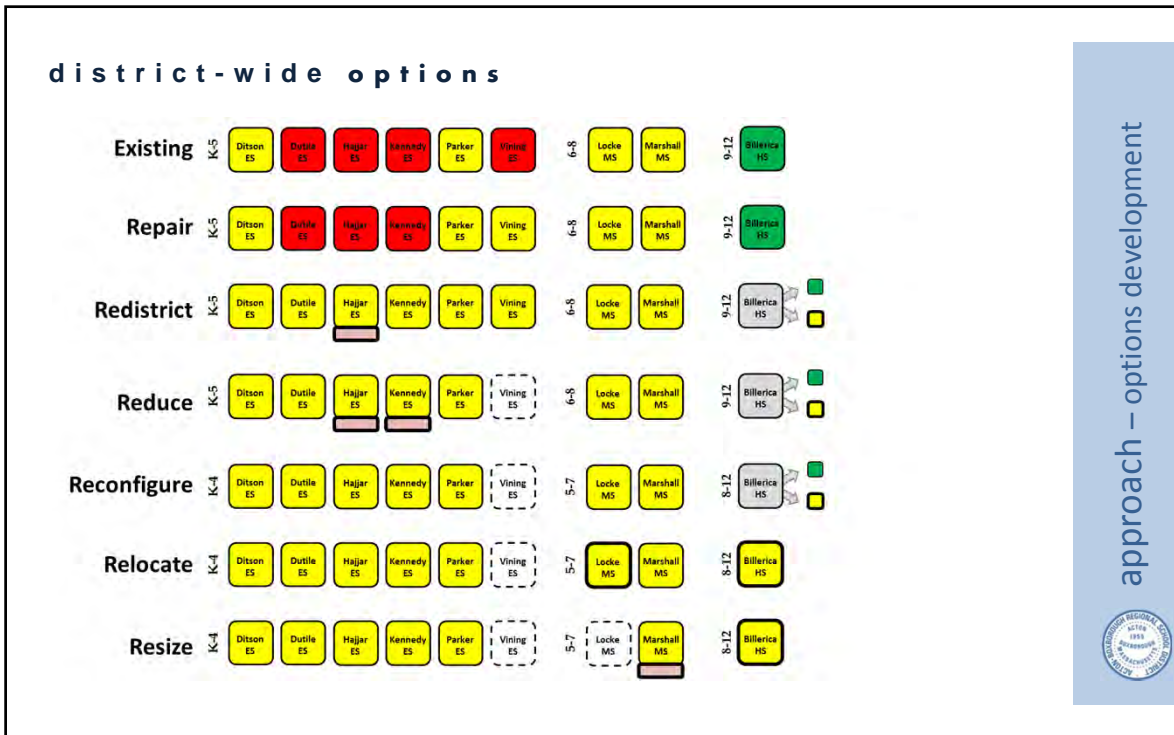 district-wide options
Existing K-5 Ditson ES Dutile ES Hajjar ES Kennedy ES Parker ES Vining ES 6-8 Locke MS Marshall MS 9-12 Billerica HS
Repair K-5 Ditson ES Dutile ES Hajjar ES Kennedy ES Parker ES Vining ES 6-8 Locke MS Marshall MS 9-12 Billerica HS
Redistrict K-5 Ditson ES Dutile ES Hajjar ES Kennedy ES Parker ES Vining ES 6-8 Locke MS Marshall MS 9-12 Billerica HS
Reduce K-5 Ditson ES Dutile ES Hajjar ES Kennedy ES Parker ES Vining ES 6-8 Locke MS Marshall MS 9-12 Billerica HS
Reconfigure K-4 Ditson ES Dutile ES Hajjar ES Kennedy ES Parker ES Vining ES 5-7 Locke MS Marshall MS 8-12 Billerica HS
Relocate K-4 Ditson ES Dutile ES Hajjar ES Kennedy ES Parker ES Vining ES 5-7 Locke MS Marshall MS 8-12 Billerica HS
Resize K-4 Ditson ES Dutile ES Hajjar ES Kennedy ES Parker ES Vining ES 5-7 Locke MS Marshall MS 8-12 Billerica HS
approach – options development
ACTON-BOXBOROUGH REGIONAL SCHOOL DISTRICT
ACTON
1955
BOXBOROUGH
MASSACHUSETTS